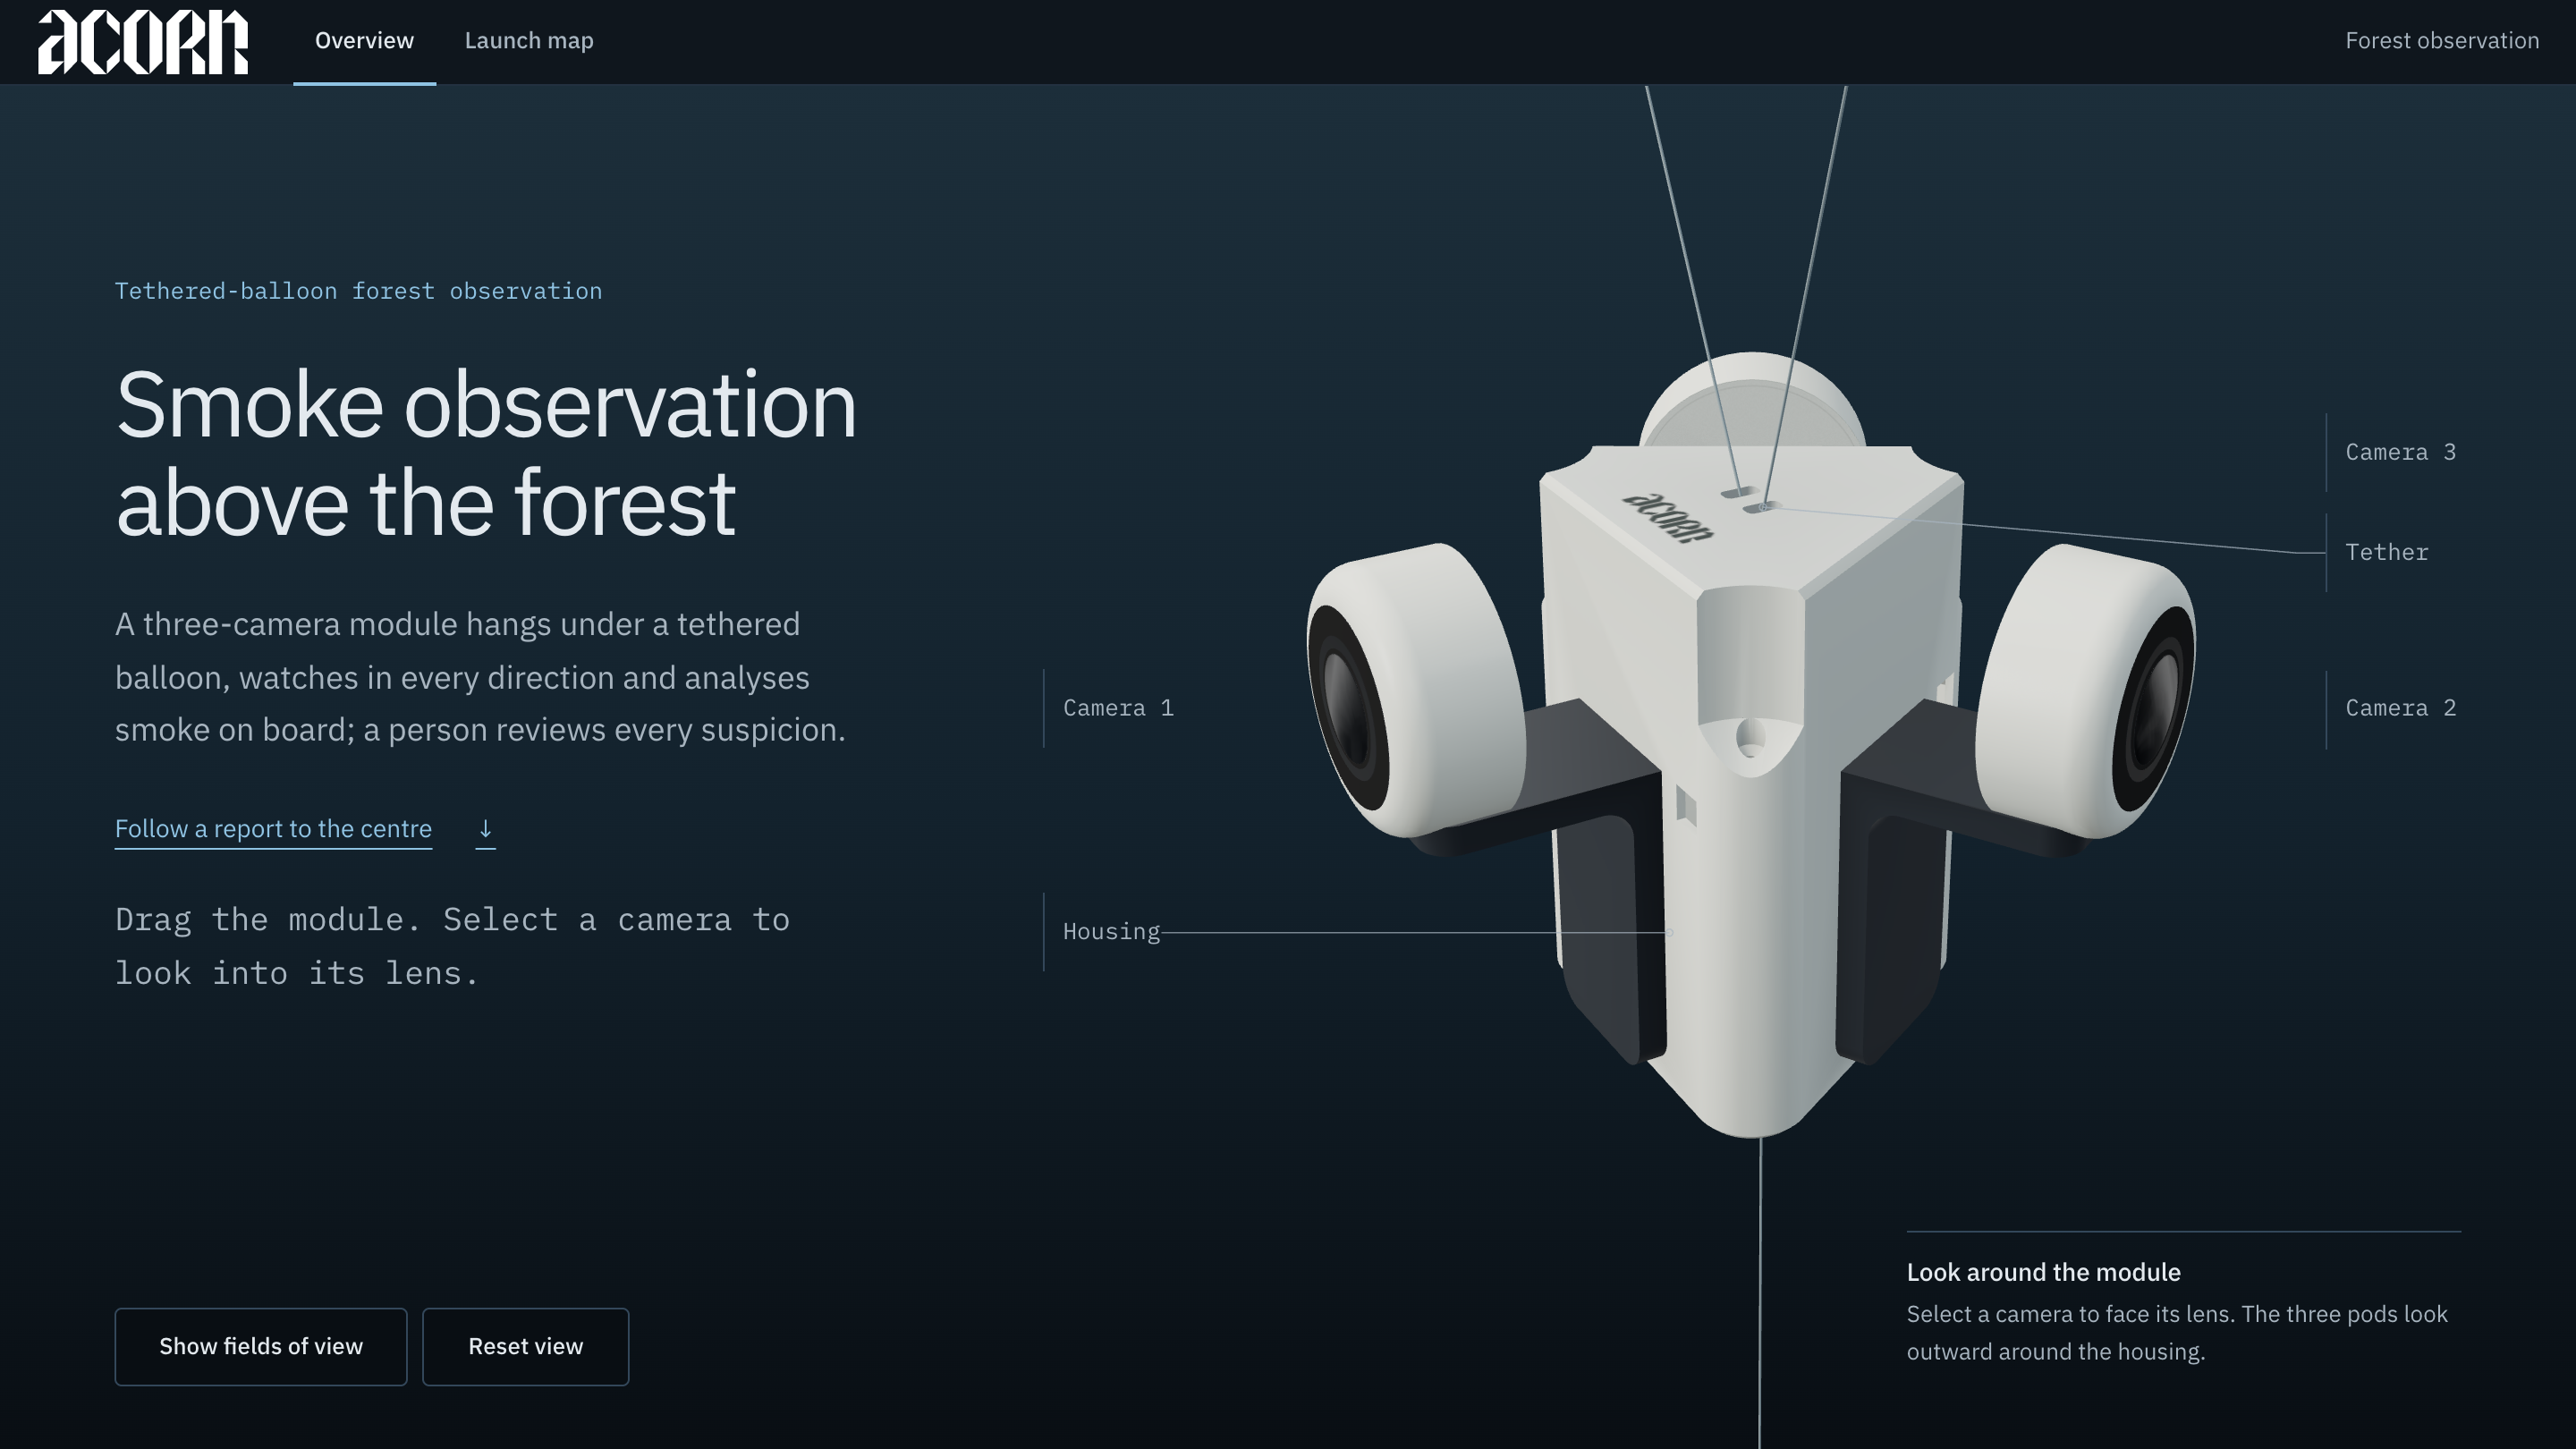 acorn
Overview
Launch map
Forest observation
Tethered-balloon forest observation
Smoke observation
above the forest
A three-camera module hangs under a tethered
balloon, watches in every direction and analyses
smoke on board; a person reviews every suspicion.
Follow a report to the centre ↓
Drag the module. Select a camera to
look into its lens.
Show fields of view
Reset view
acorn
Camera 3
Tether
Camera 1
Camera 2
Housing
Look around the module
Select a camera to face its lens. The three pods look
outward around the housing.